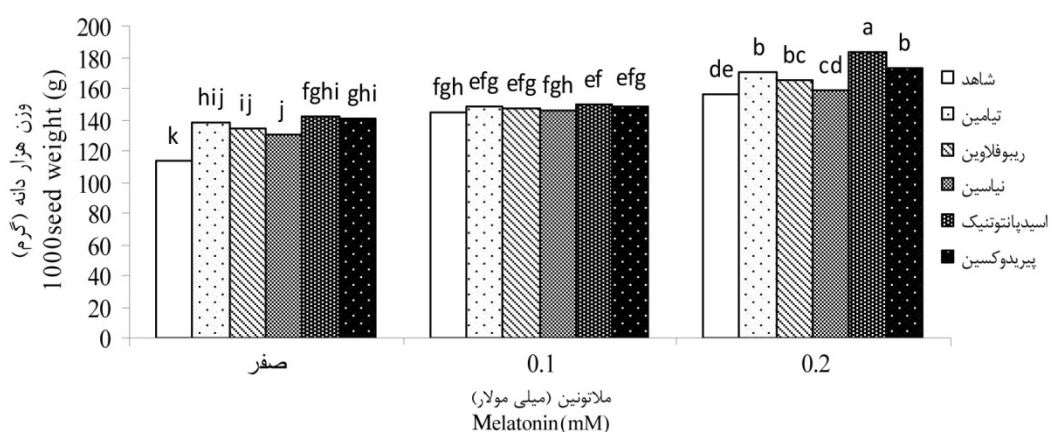 وزن هزار دانه (گرم)
1000seed weight (g)
200
180
160
140
120
100
80
60
40
20
0
k hij ij j fghi ghi
fgh efg efg fgh ef efg
de b bc cd a b
صفر 0.1 0.2
ملاتونین (میلی مولار)
Melatonin(mM)
شاهد
تیامین
ریبوفلاوین
نیاسین
اسیدپانتوتنیک
پیریدوکسین